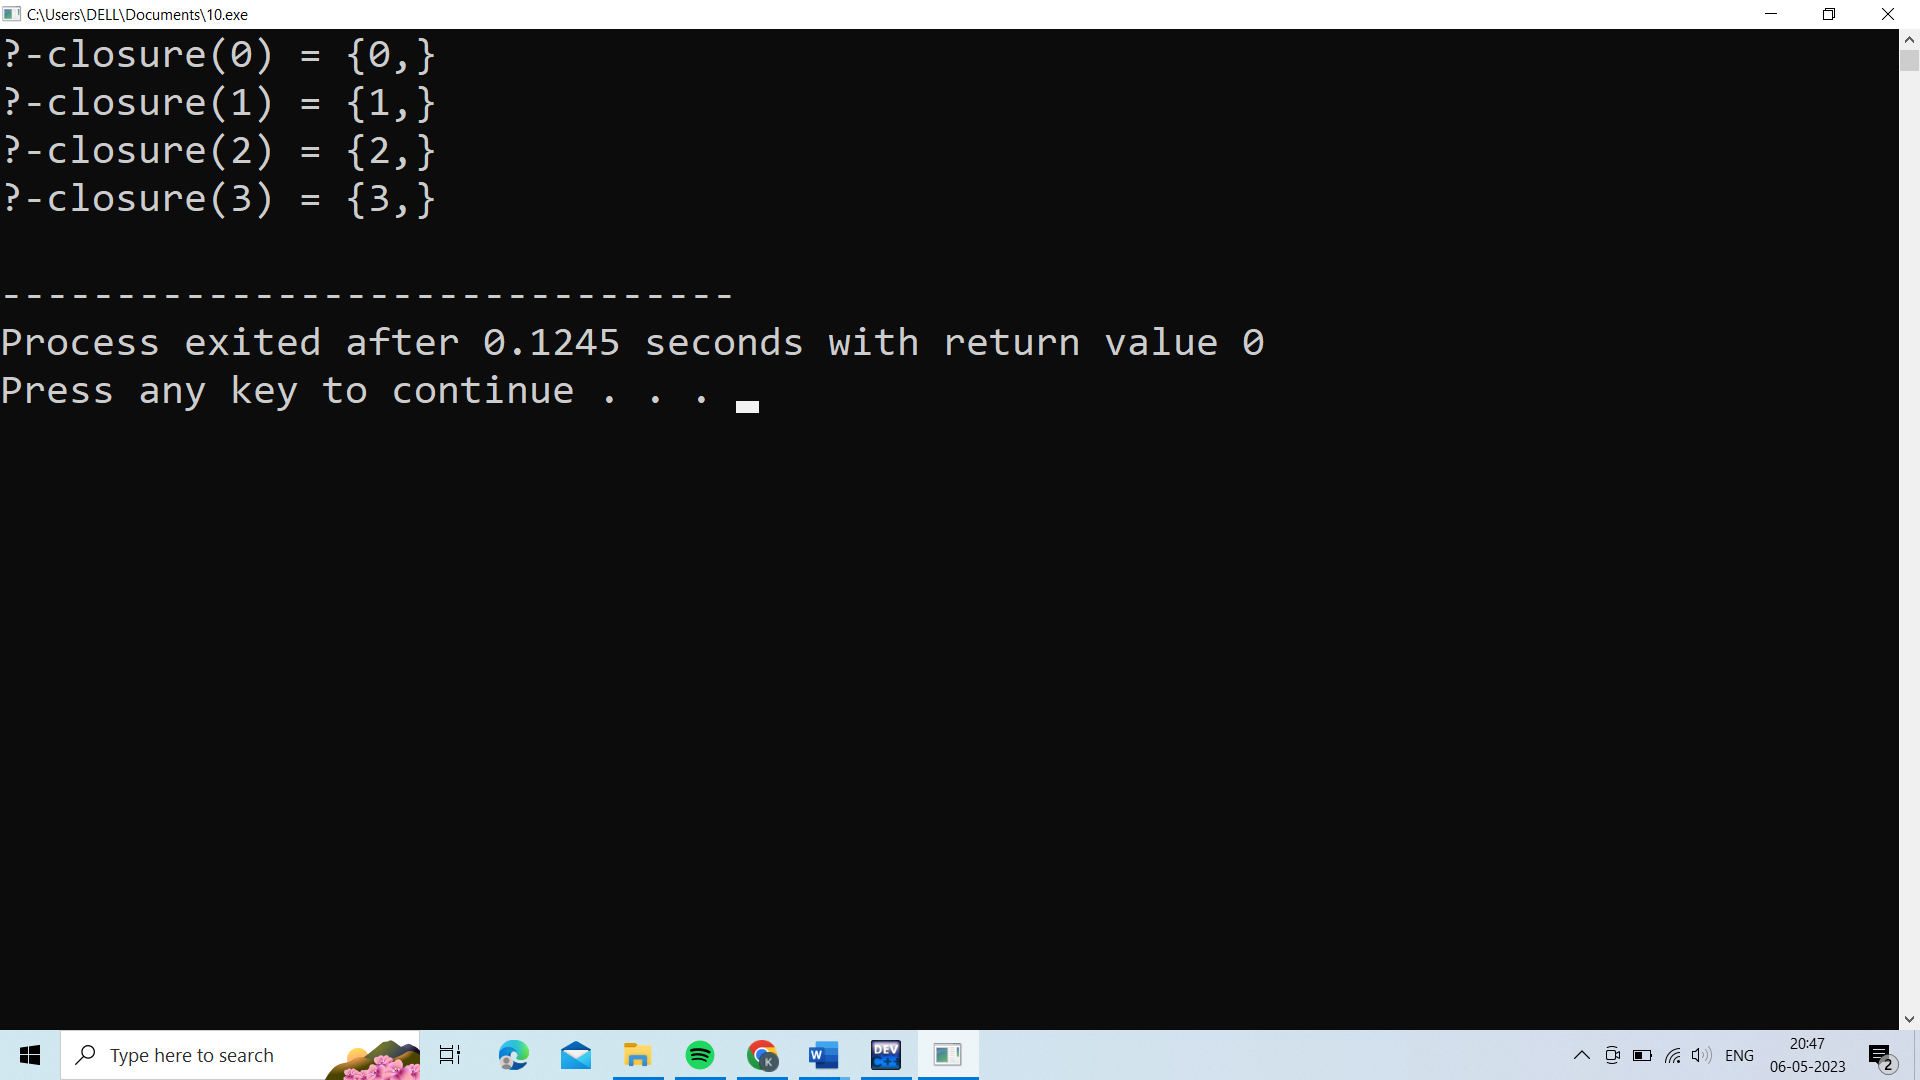 C:\Users\DELL\Documents\10.exe
?-closure(0) = {0,}
?-closure(1) = {1,}
?-closure(2) = {2,}
?-closure(3) = {3,}
--------------------------------
Process exited after 0.1245 seconds with return value 0
Press any key to continue . . .
Type here to search
K
W
DEV
C++
ENG
20:47
06-05-2023
2